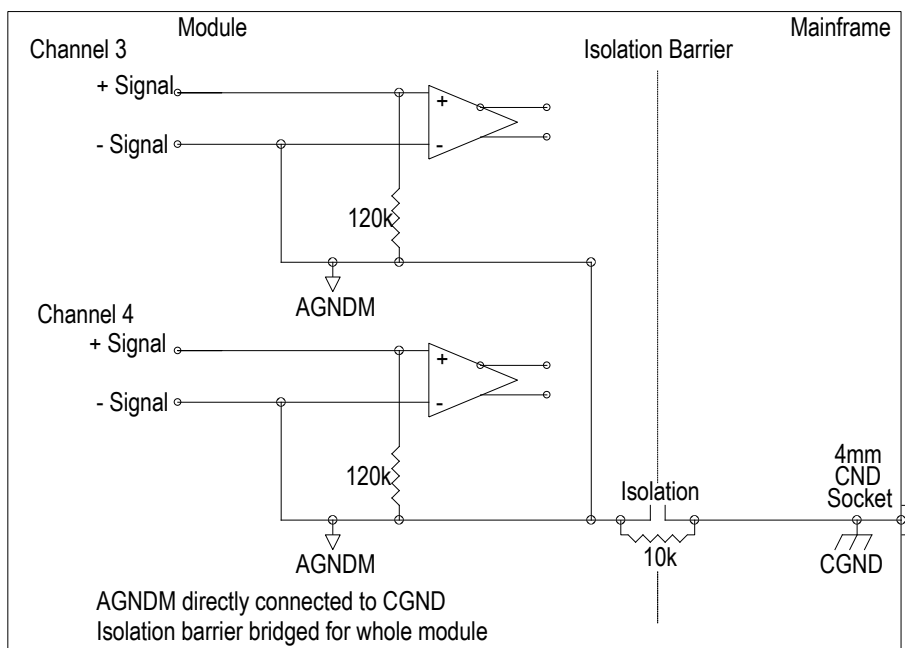 Module
Isolation Barrier
Mainframe
Channel 3
+ Signal
- Signal
+
-
120k
AGNDM
Channel 4
+ Signal
- Signal
+
-
120k
AGNDM
Isolation
10k
4mm
CND
Socket
CGND
AGNDM directly connected to CGND
Isolation barrier bridged for whole module